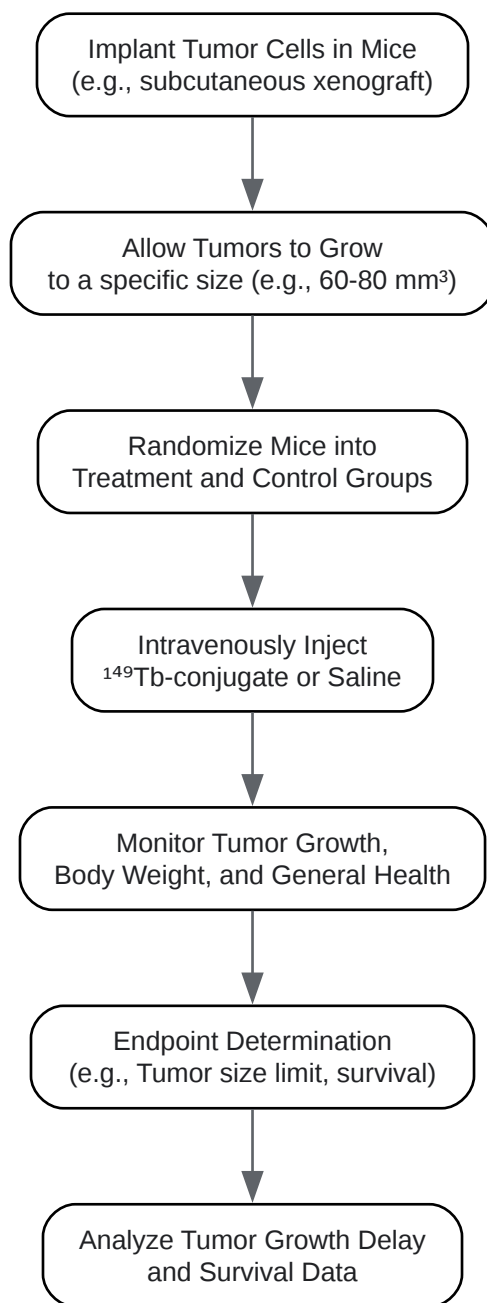 Implant Tumor Cells in Mice
(e.g., subcutaneous xenograft)
Allow Tumors to Grow
to a specific size (e.g., 60-80 mm³)
Randomize Mice into
Treatment and Control Groups
Intravenously Inject
¹⁴⁹Tb-conjugate or Saline
Monitor Tumor Growth,
Body Weight, and General Health
Endpoint Determination
(e.g., Tumor size limit, survival)
Analyze Tumor Growth Delay
and Survival Data